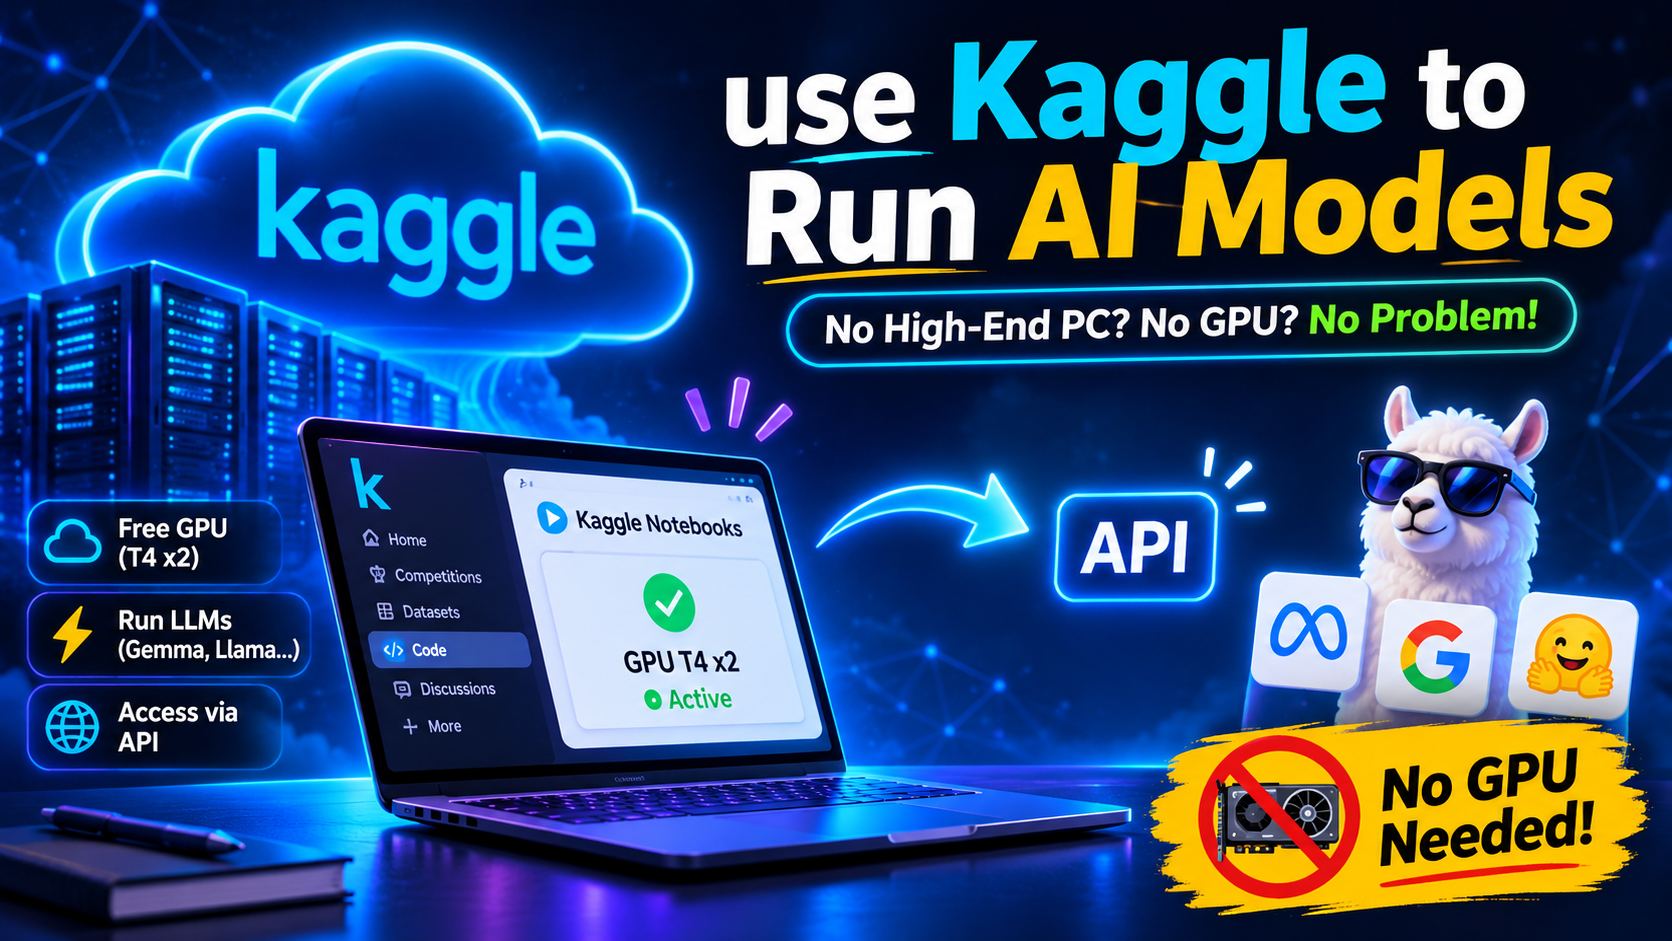 kaggle
use Kaggle to
Run AI Models
No High-End PC? No GPU? No Problem!
Free GPU
(T4 x2)
Run LLMs
(Gemma, Llama...)
Access via
API
k
Home
Competitions
Datasets
</> Code
Discussions
More
Kaggle Notebooks
GPU T4 x2
Active
API
G
No GPU
Needed!